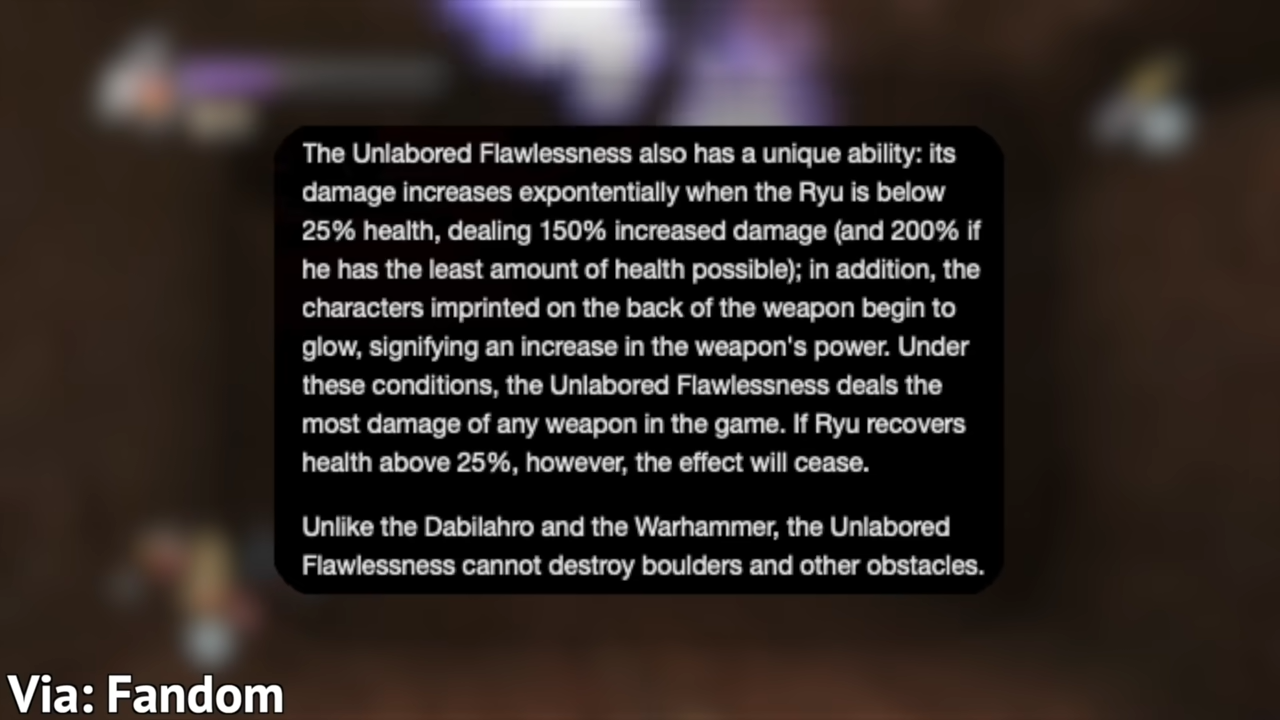 The Unlabored Flawlessness also has a unique ability: its
damage increases expontentially when the Ryu is below
25% health, dealing 150% increased damage (and 200% if
he has the least amount of health possible); in addition, the
characters imprinted on the back of the weapon begin to
glow, signifying an increase in the weapon's power. Under
these conditions, the Unlabored Flawlessness deals the
most damage of any weapon in the game. If Ryu recovers
health above 25%, however, the effect will cease.
Unlike the Dabilahro and the Warhammer, the Unlabored
Flawlessness cannot destroy boulders and other obstacles.
Via: Fandom